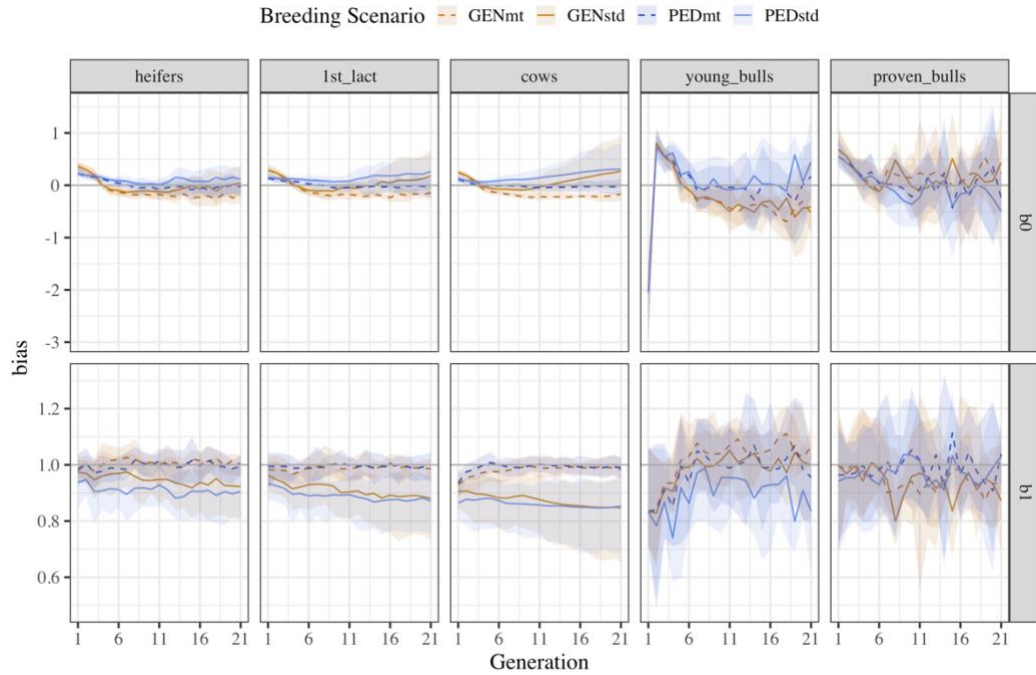 Breeding Scenario GENmt GENstd PEDmt PEDstd
heifers 1st_lact cows young_bulls proven_bulls
1
0
-1
-2
-3
b0
bias
1.2
1.0
0.8
0.6
b1
1 6 11 16 21 1 6 11 16 21 1 6 11 16 21 1 6 11 16 21 1 6 11 16 21
Generation